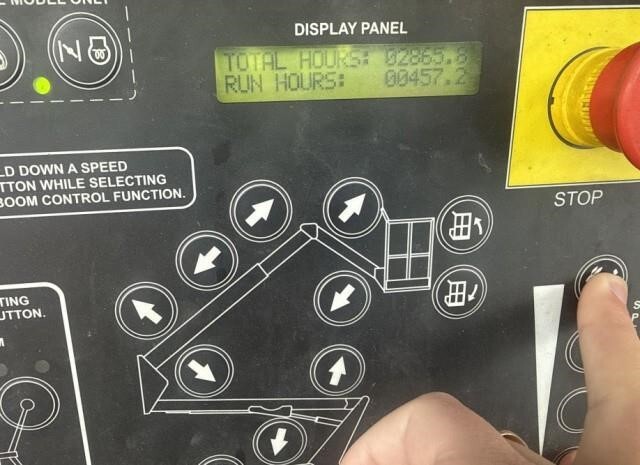 MODEL ONLY
DISPLAY PANEL
TOTAL HOURS: 02865.6
RUN HOURS: 00457.2
LD DOWN A SPEED
TTON WHILE SELECTING
BOOM CONTROL FUNCTION.
STOP
TING
UTTON.
M
S
P